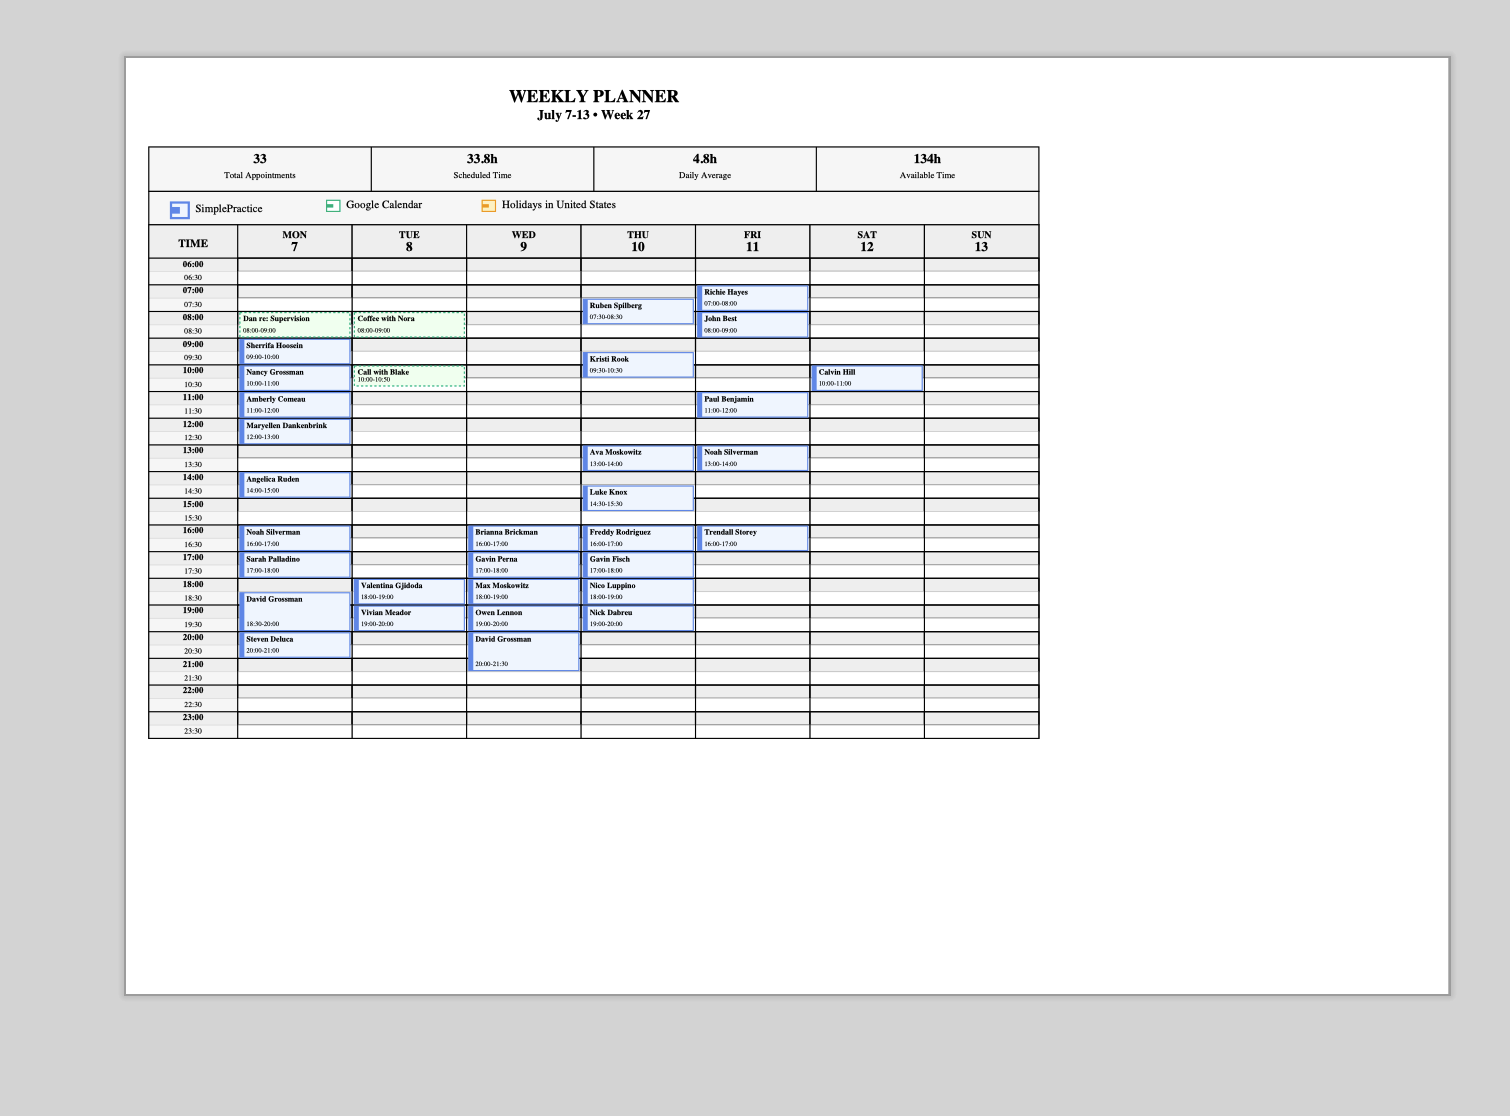 WEEKLY PLANNER
July 7-13 • Week 27
33 33.8h 4.8h 134h
Total Appointments Scheduled Time Daily Average Available Time
SimplePractice Google Calendar Holidays in United States
TIME MON TUE WED THU FRI SAT SUN
7 8 9 10 11 12 13
06:00
06:30
07:00 Richie Hayes
07:30 Ruben Spilberg 07:00-08:00
08:00 Dan re: Supervision Coffee with Nora 07:30-08:30 John Best
08:30 08:00-09:00 08:00-09:00 08:00-09:00
09:00 Sherrifa Hoosein
09:30 09:00-10:00 Kristi Rook
10:00 Nancy Grossman Call with Blake 09:30-10:30 Calvin Hill
10:30 10:00-11:00 10:00-10:50 10:00-11:00
11:00 Amberly Comeau Paul Benjamin
11:30 11:00-12:00 11:00-12:00
12:00 Maryellen Dankenbrink
12:30 12:00-13:00
13:00 Ava Moskowitz Noah Silverman
13:30 13:00-14:00 13:00-14:00
14:00 Angelica Ruden
14:30 14:00-15:00 Luke Knox
15:00 14:30-15:30
15:30
16:00 Noah Silverman Brianna Brickman Freddy Rodriguez Trendall Storey
16:30 16:00-17:00 16:00-17:00 16:00-17:00 16:00-17:00
17:00 Sarah Palladino Gavin Perna Gavin Fisch
17:30 17:00-18:00 17:00-18:00 17:00-18:00
18:00 Valentina Gjidoda Max Moskowitz Nico Luppino
18:30 David Grossman 18:00-19:00 18:00-19:00 18:00-19:00
19:00 Vivian Meador Owen Lennon Nick Dabreu
19:30 18:30-20:00 19:00-20:00 19:00-20:00 19:00-20:00
20:00 Steven Deluca David Grossman
20:30 20:00-21:00
21:00 20:00-21:30
21:30
22:00
22:30
23:00
23:30